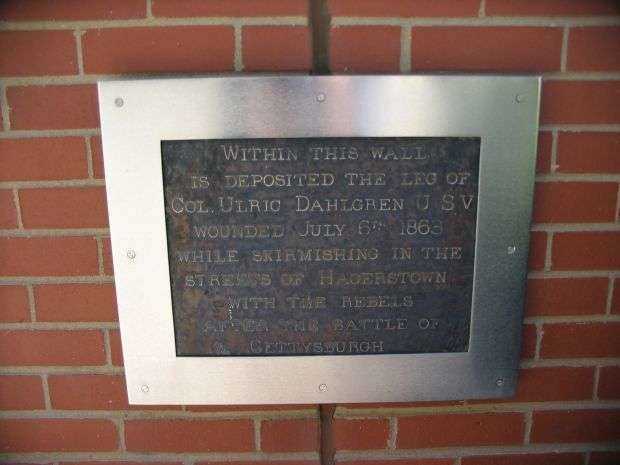 WITHIN THIS WALL
IS DEPOSITED THE LEG OF
COL. ULRIC DAHLGREN U S V
WOUNDED JULY 6TH 1863
WHILE SKIRMISHING IN THE
STREETS OF HAGERSTOWN
WITH THE REBELS
AFTER THE BATTLE OF
GETTYSBURGH